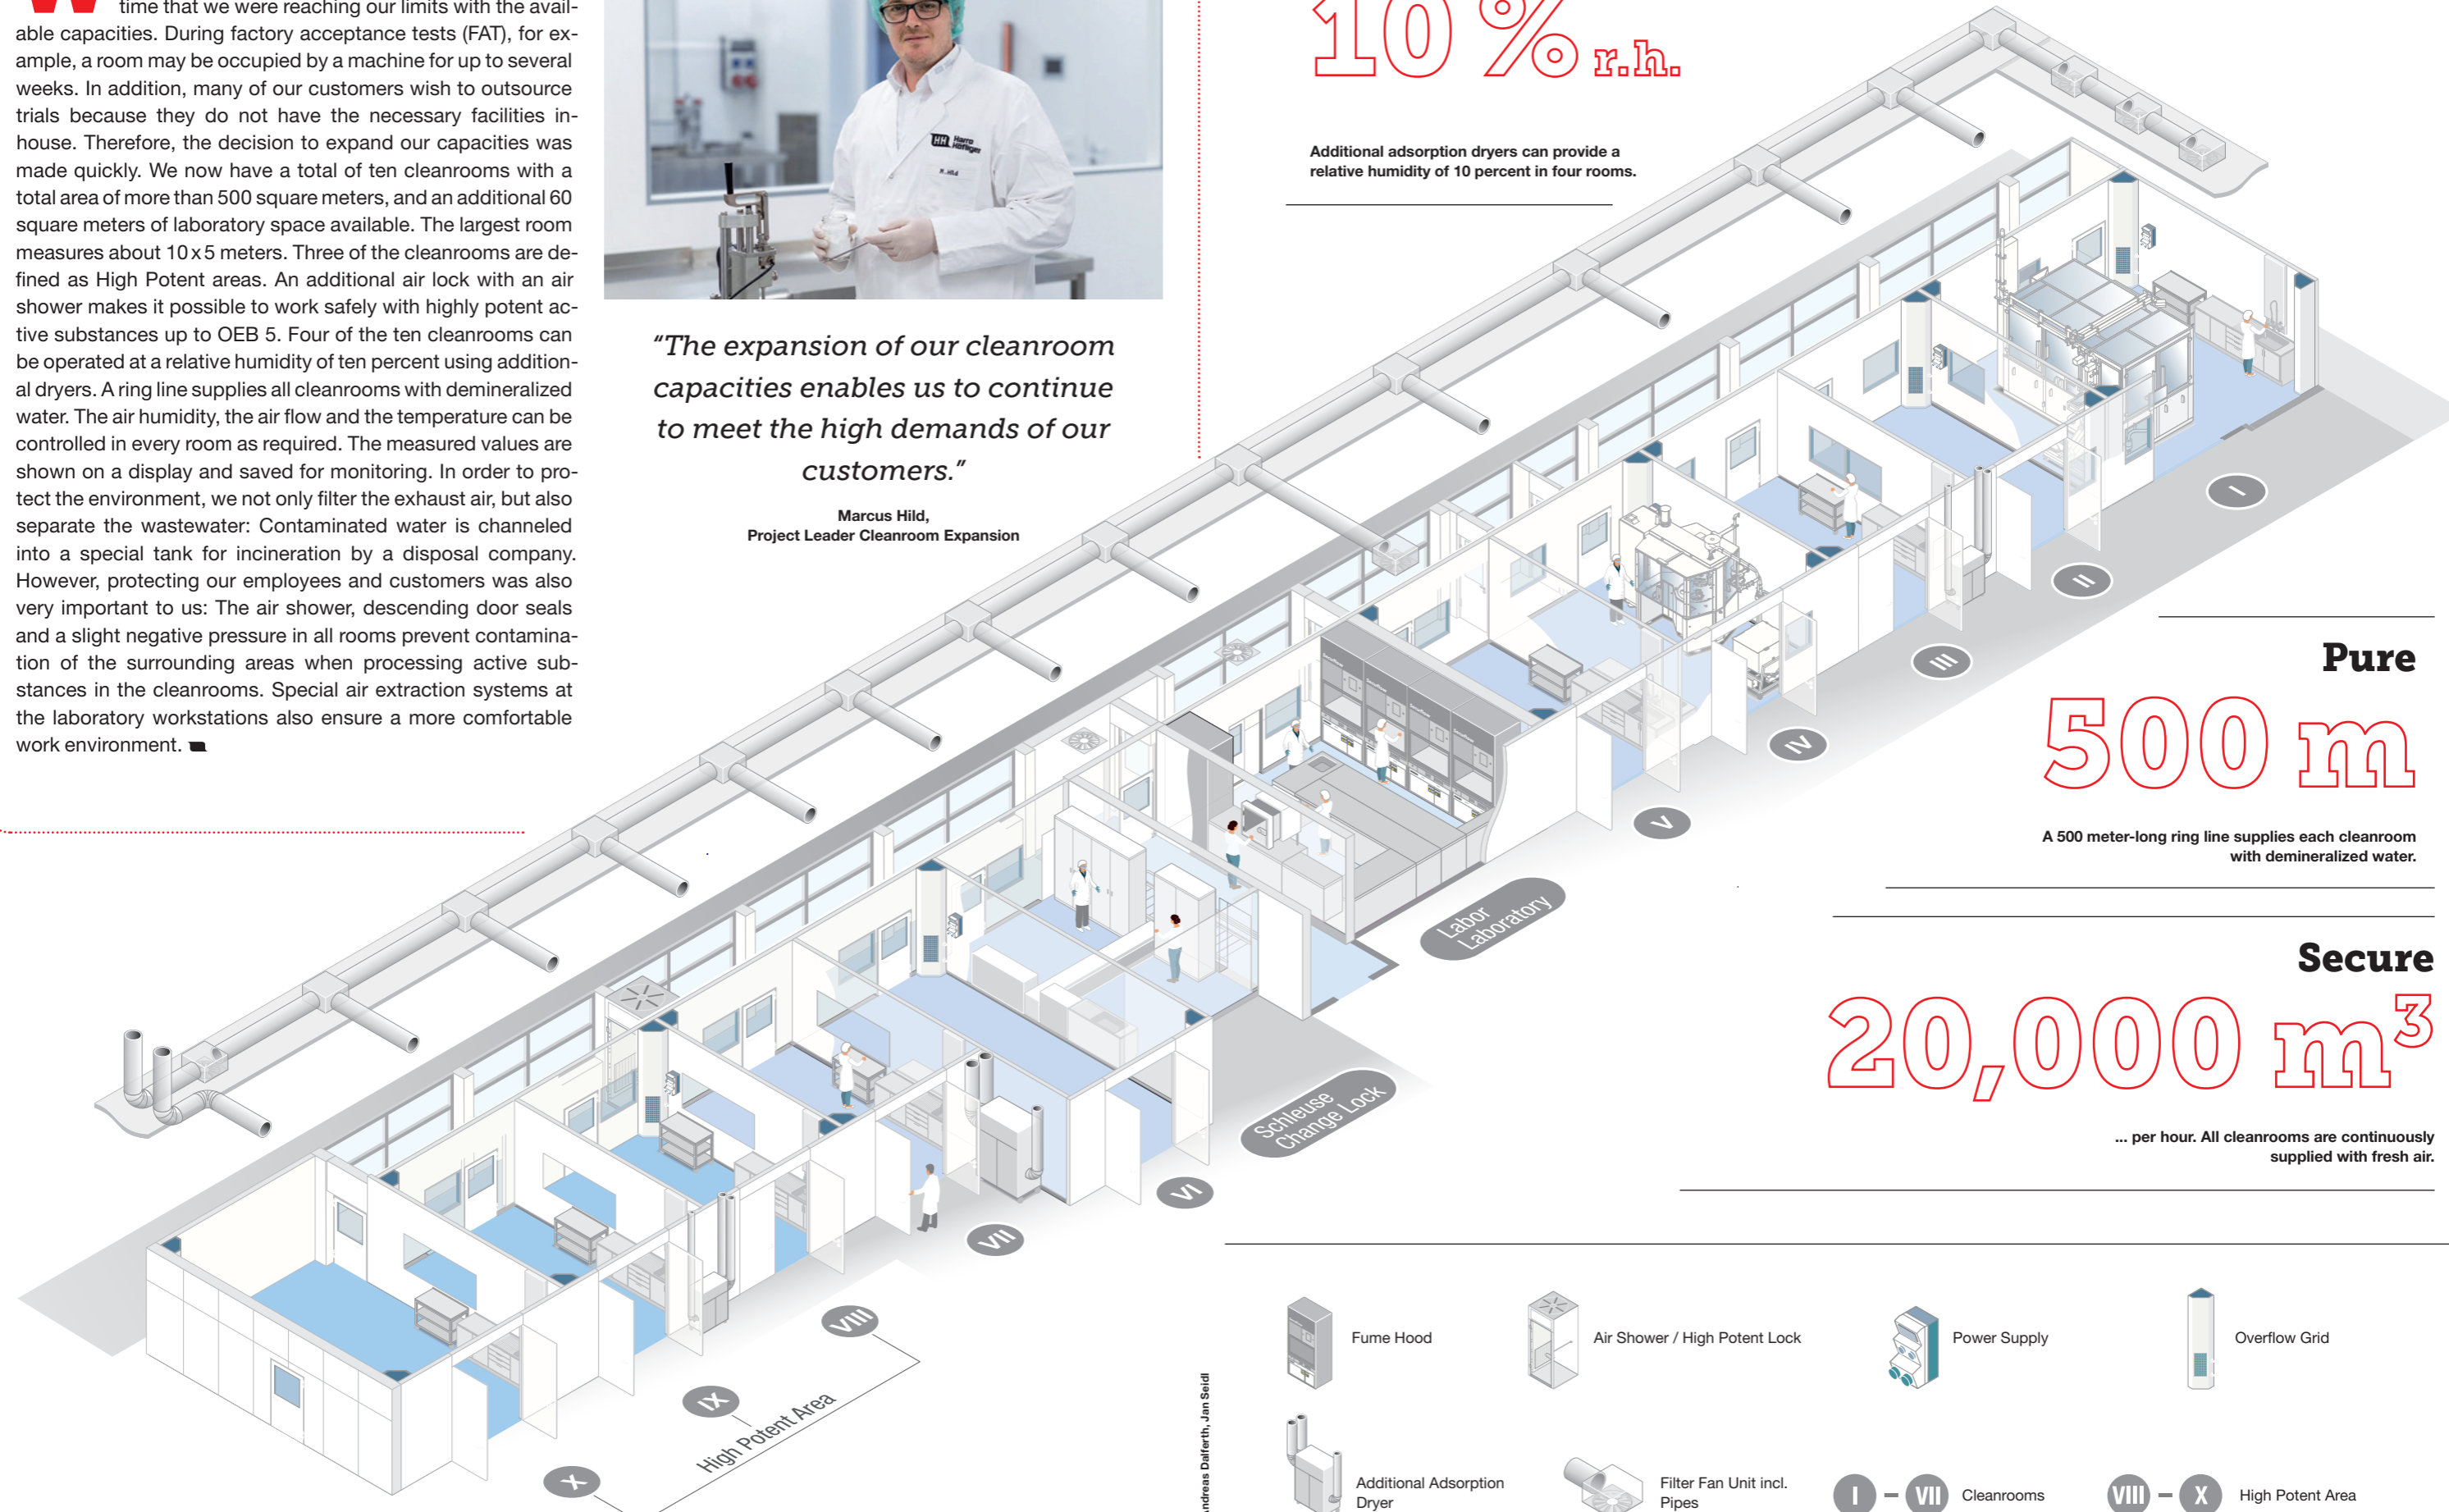 time that we were reaching our limits with the avail-
able capacities. During factory acceptance tests (FAT), for ex-
ample, a room may be occupied by a machine for up to several
weeks. In addition, many of our customers wish to outsource
trials because they do not have the necessary facilities in-
house. Therefore, the decision to expand our capacities was
made quickly. We now have a total of ten cleanrooms with a
total area of more than 500 square meters, and an additional 60
square meters of laboratory space available. The largest room
measures about 10 x 5 meters. Three of the cleanrooms are de-
fined as High Potent areas. An additional air lock with an air
shower makes it possible to work safely with highly potent ac-
tive substances up to OEB 5. Four of the ten cleanrooms can
be operated at a relative humidity of ten percent using addition-
al dryers. A ring line supplies all cleanrooms with demineralized
water. The air humidity, the air flow and the temperature can be
controlled in every room as required. The measured values are
shown on a display and saved for monitoring. In order to pro-
tect the environment, we not only filter the exhaust air, but also
separate the wastewater: Contaminated water is channeled
into a special tank for incineration by a disposal company.
However, protecting our employees and customers was also
very important to us: The air shower, descending door seals
and a slight negative pressure in all rooms prevent contamina-
tion of the surrounding areas when processing active sub-
stances in the cleanrooms. Special air extraction systems at
the laboratory workstations also ensure a more comfortable
work environment.
HH Harro
Höfliger
M. Hild
"The expansion of our cleanroom
capacities enables us to continue
to meet the high demands of our
customers."
Marcus Hild,
Project Leader Cleanroom Expansion
10 % r.h.
Additional adsorption dryers can provide a
relative humidity of 10 percent in four rooms.
I
II
III
IV
V
Labor
Laboratory
Schleuse
Change Lock
VI
VII
VIII
IX
X
High Potent Area
Pure
500 m
A 500 meter-long ring line supplies each cleanroom
with demineralized water.
Secure
20,000 m³
... per hour. All cleanrooms are continuously
supplied with fresh air.
Fume Hood
Air Shower / High Potent Lock
Power Supply
Overflow Grid
Additional Adsorption
Dryer
Filter Fan Unit incl.
Pipes
I – VII Cleanrooms
VIII – X High Potent Area
Dalferth, Jan Seidl